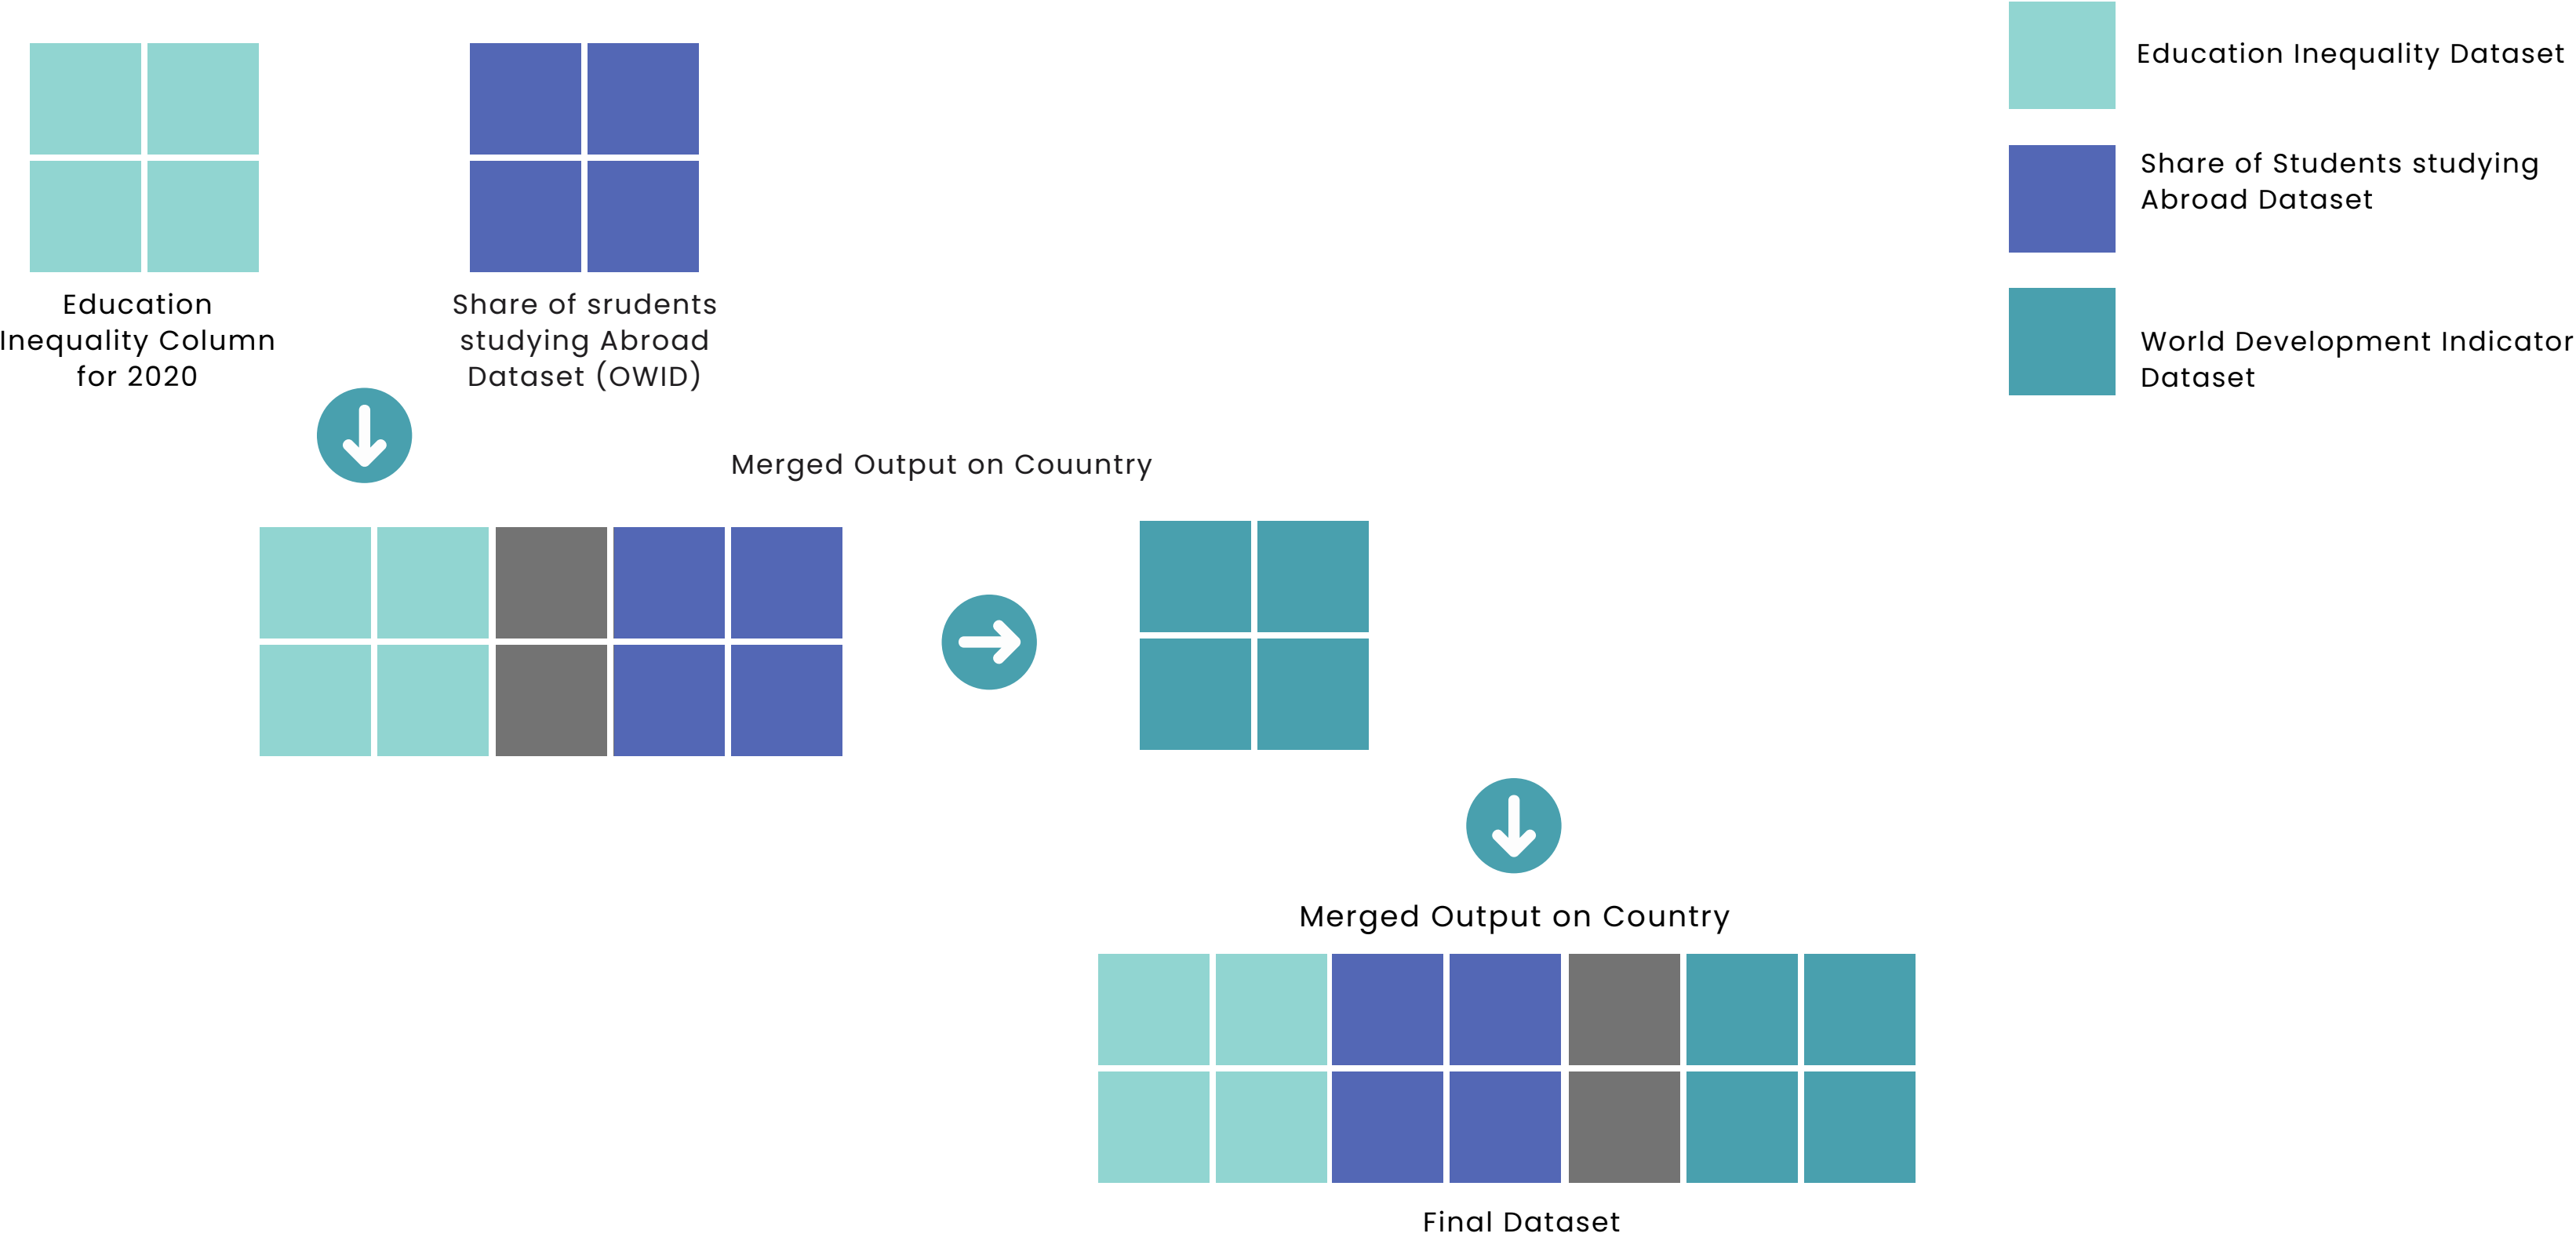 Education Inequality Dataset
Share of Students studying
Abroad Dataset
World Development Indicator
Dataset
Education
Inequality Column
for 2020
Share of srudents
studying Abroad
Dataset (OWID)
Merged Output on Couuntry
Merged Output on Country
Final Dataset